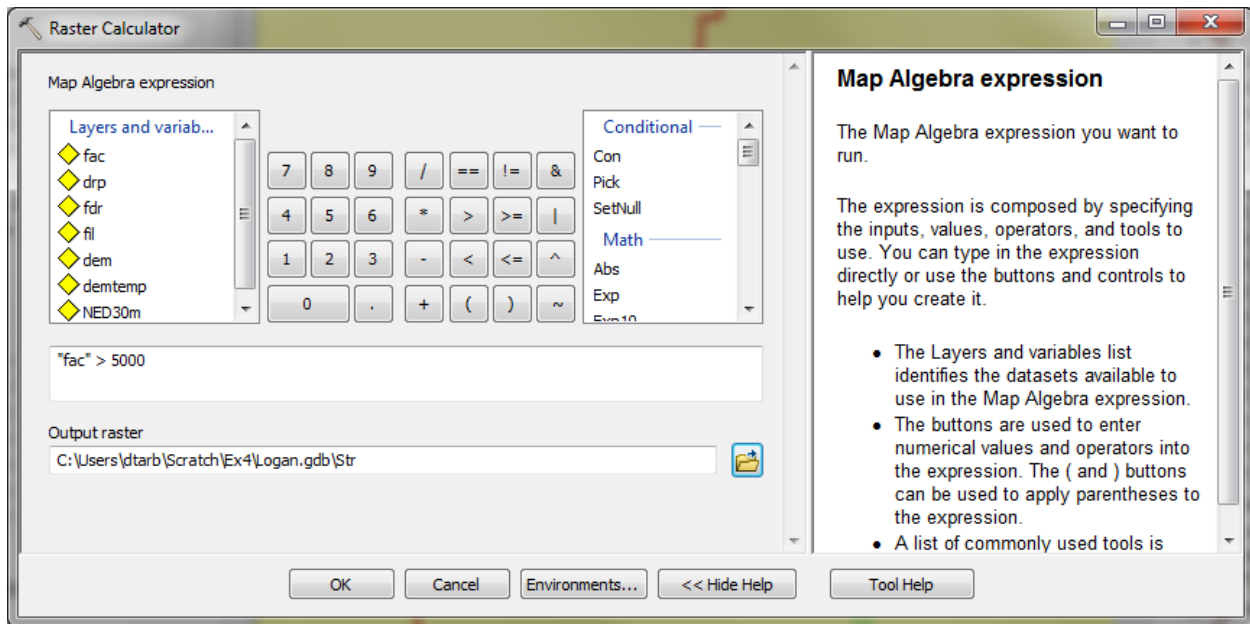 Raster Calculator
Map Algebra expression
Layers and variab...
fac
drp
fdr
fil
dem
demtemp
NED30m
7 8 9 / == != &
4 5 6 * > >= |
1 2 3 - < <= ^
0 . + ( ) ~
Conditional
Con
Pick
SetNull
Math
Abs
Exp
Exp10
"fac" > 5000
Output raster
C:\Users\dtarb\Scratch\Ex4\Logan.gdb\Str
OK Cancel Environments... << Hide Help Tool Help
Map Algebra expression
The Map Algebra expression you want to
run.
The expression is composed by specifying
the inputs, values, operators, and tools to
use. You can type in the expression
directly or use the buttons and controls to
help you create it.
• The Layers and variables list
identifies the datasets available to
use in the Map Algebra expression.
• The buttons are used to enter
numerical values and operators into
the expression. The ( and ) buttons
can be used to apply parentheses to
the expression.
• A list of commonly used tools is